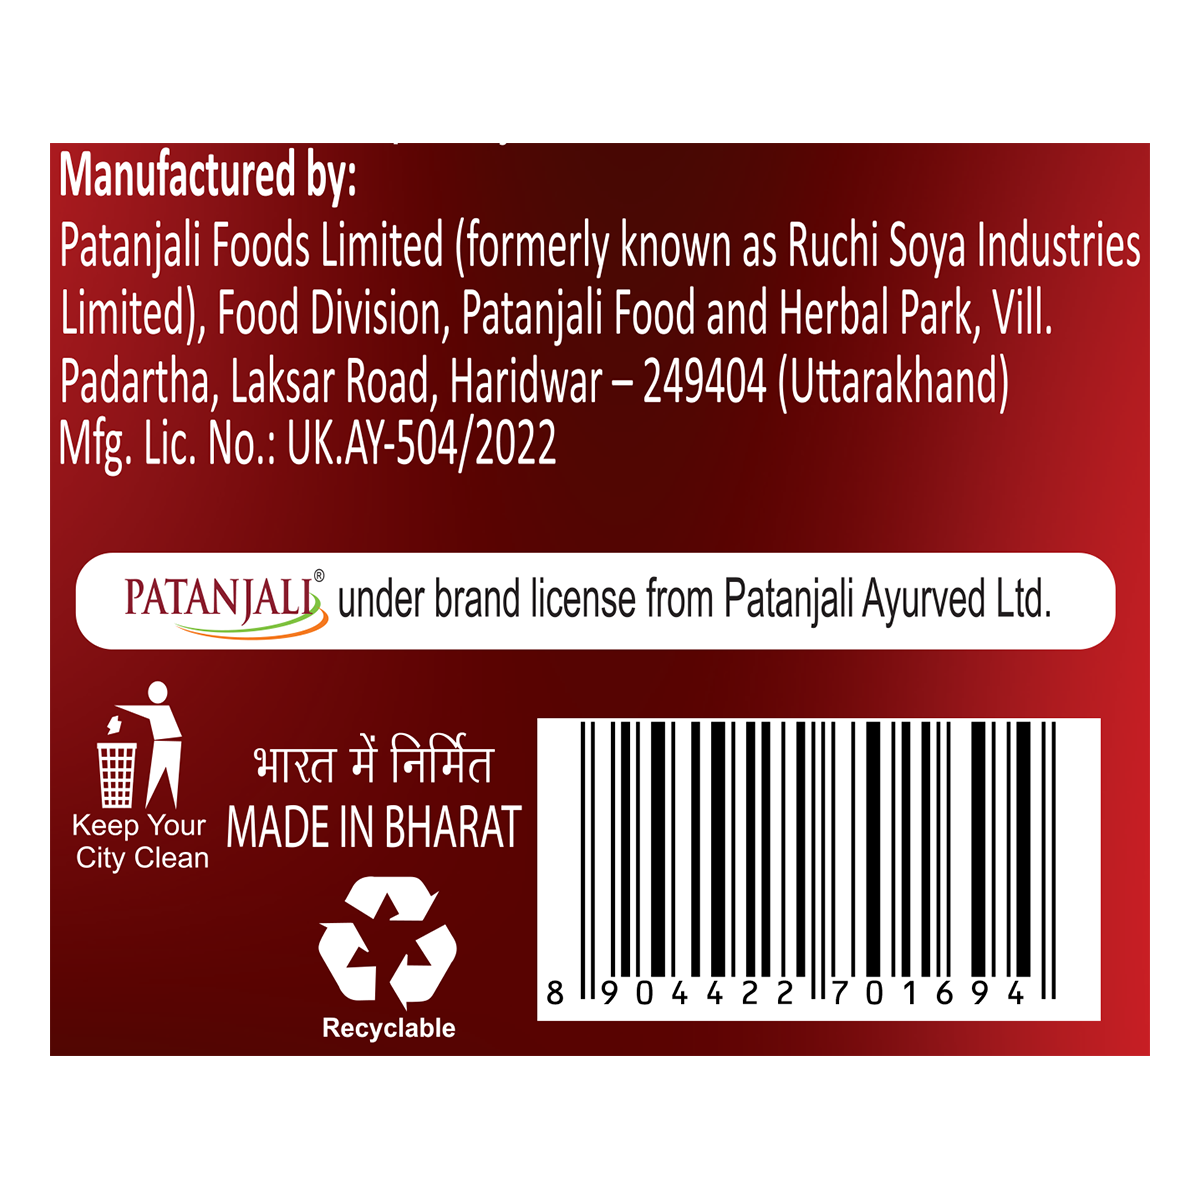 Manufactured by:
Patanjali Foods Limited (formerly known as Ruchi Soya Industries
Limited), Food Division, Patanjali Food and Herbal Park, Vill.
Padartha, Laksar Road, Haridwar – 249404 (Uttarakhand)
Mfg. Lic. No.: UK.AY-504/2022
PATANJALI® under brand license from Patanjali Ayurved Ltd.
Keep Your
City Clean
भारत में निर्मित
MADE IN BHARAT
Recyclable
8 904422 701694